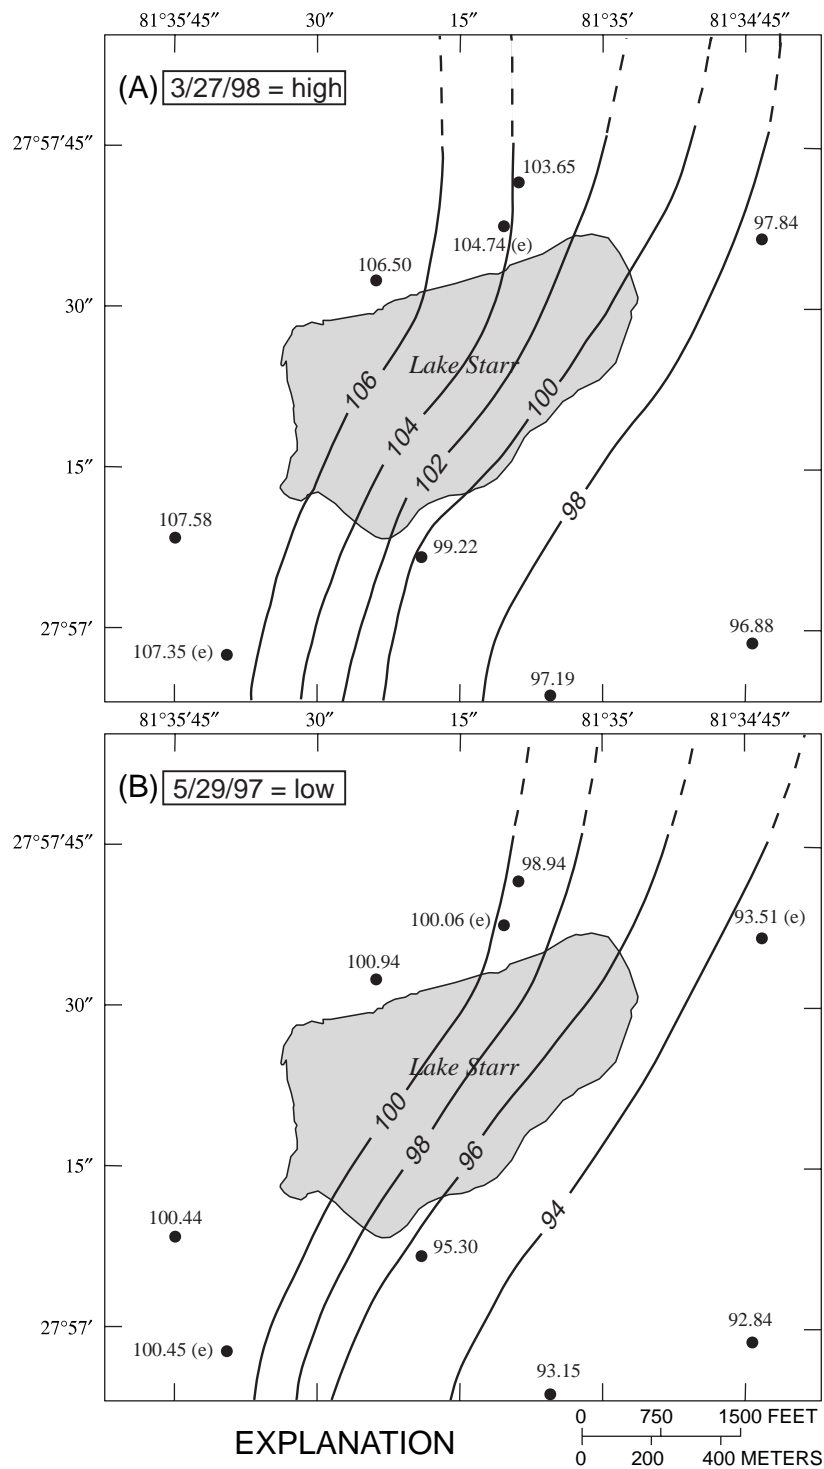 81°35′45″ 30″ 15″ 81°35′ 81°34′45″
(A) 3/27/98 = high
27°57′45″
103.65
104.74 (e)
97.84
106.50
30″
Lake Starr
106
104
102
100
98
15″
107.58
99.22
27°57′
96.88
107.35 (e)
97.19
81°35′45″ 30″ 15″ 81°35′ 81°34′45″
(B) 5/29/97 = low
27°57′45″
98.94
100.06 (e)
93.51 (e)
100.94
30″
Lake Starr
100
98
96
94
15″
100.44
95.30
27°57′
92.84
100.45 (e)
93.15
EXPLANATION
0 750 1500 FEET
0 200 400 METERS